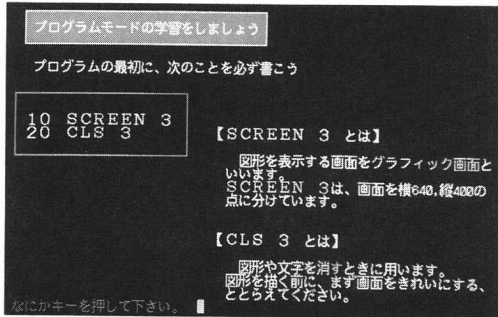 プログラムモードの学習をしましょう
プログラムの最初に、次のことを必ず書こう
10 SCREEN 3
20 CLS 3
【SCREEN 3 とは】
図形を表示する画面をグラフィック画面と
いいます。
SCREEN 3は、画面を横640,縦400の
点に分けています。
【CLS 3 とは】
図形や文字を消すときに用います。
図形を描く前に、まず画面をきれいにする、
ととらえてください。
なにかキーを押して下さい。